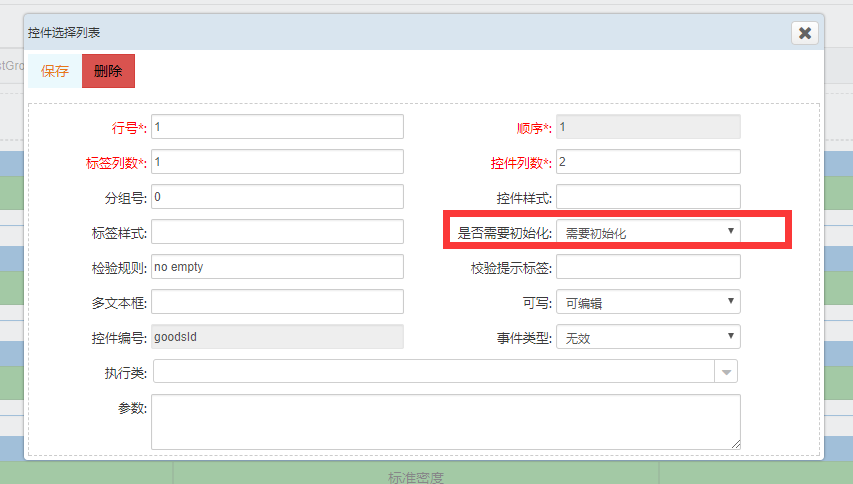 控件选择列表
stGro
保存 删除
行号*: 1 顺序*: 1
标签列数*: 1 控件列数*: 2
分组号: 0 控件样式:
标签样式: 是否需要初始化: 需要初始化
检验规则: no empty 校验提示标签:
多文本框: 可写: 可编辑
控件编号: goodsId 事件类型: 无效
执行类:
参数:
标准密度